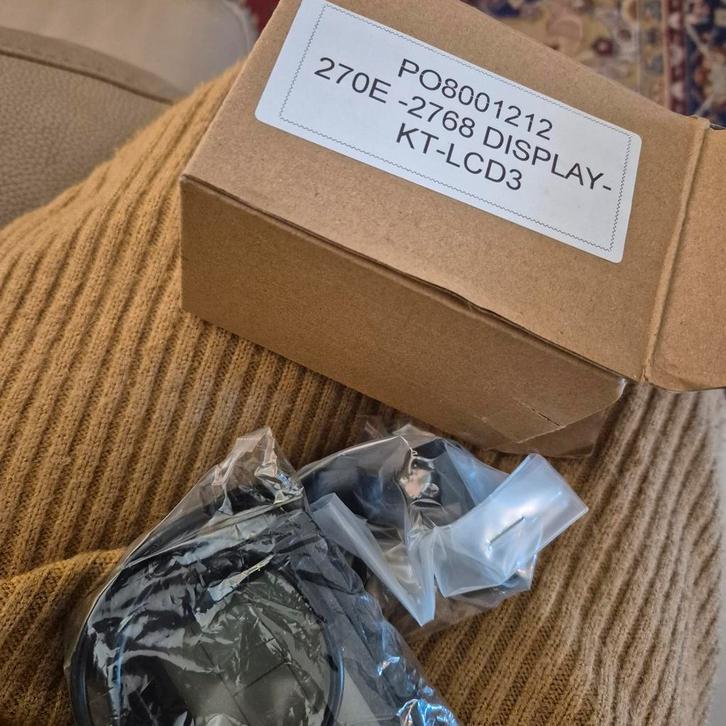 PO8001212
270E -2768 DISPLAY-
KT-LCD3